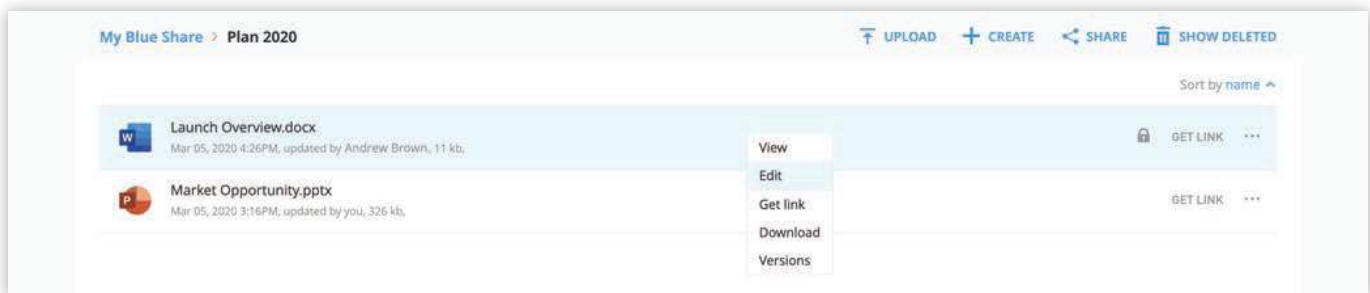 My Blue Share > Plan 2020
UPLOAD
CREATE
SHARE
SHOW DELETED
Sort by name
W
Launch Overview.docx
Mar 05, 2020 4:26PM, updated by Andrew Brown, 11 kb,
GET LINK ...
P
Market Opportunity.pptx
Mar 05, 2020 3:16PM, updated by you, 326 kb,
GET LINK ...
View
Edit
Get link
Download
Versions